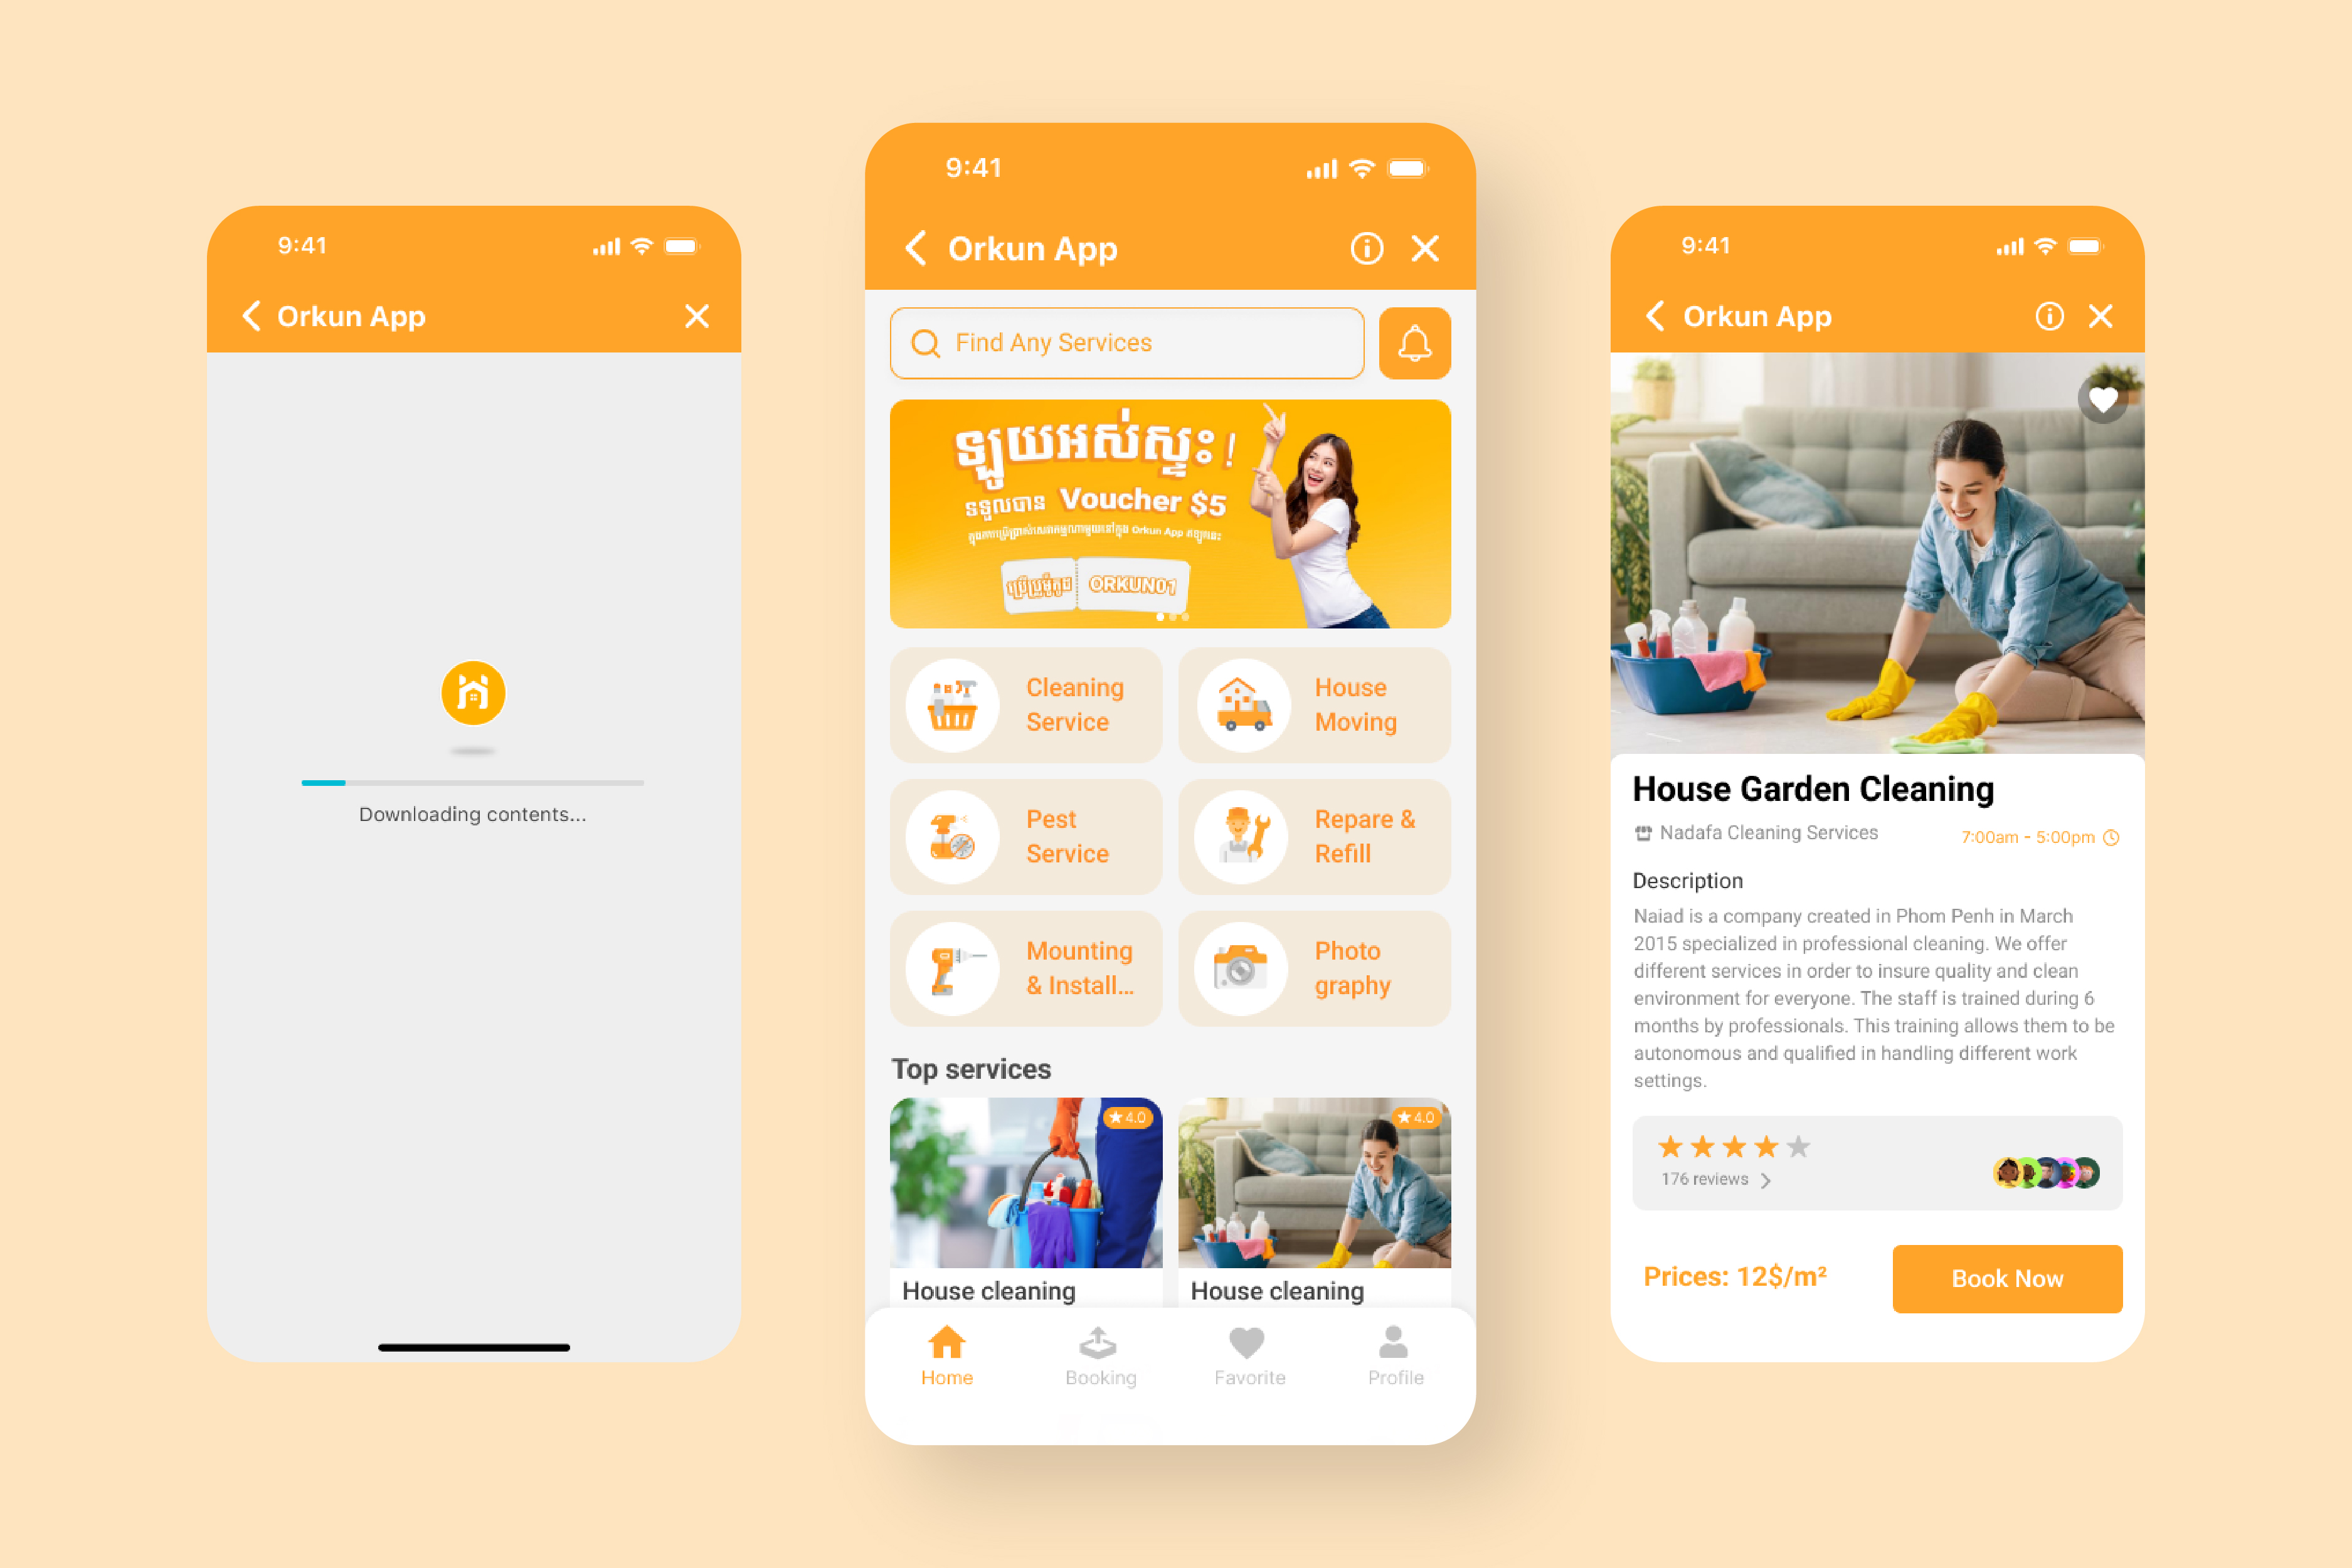 9:41
Orkun App
Downloading contents...
9:41
Orkun App
Find Any Services
ឡូយអស់ស្ទះ!
ទទួលបាន Voucher $5
Orkun App
ORKUN01
Cleaning
Service
House
Moving
Pest
Service
Repare &
Refill
Mounting
& Install...
Photo
graphy
Top services
4.0
4.0
House cleaning
House cleaning
Home
Booking
Favorite
Profile
9:41
Orkun App
House Garden Cleaning
Nadafa Cleaning Services
7:00am - 5:00pm
Description
Naiad is a company created in Phom Penh in March
2015 specialized in professional cleaning. We offer
different services in order to insure quality and clean
environment for everyone. The staff is trained during 6
months by professionals. This training allows them to be
autonomous and qualified in handling different work
settings.
176 reviews
Prices: 12$/m²
Book Now